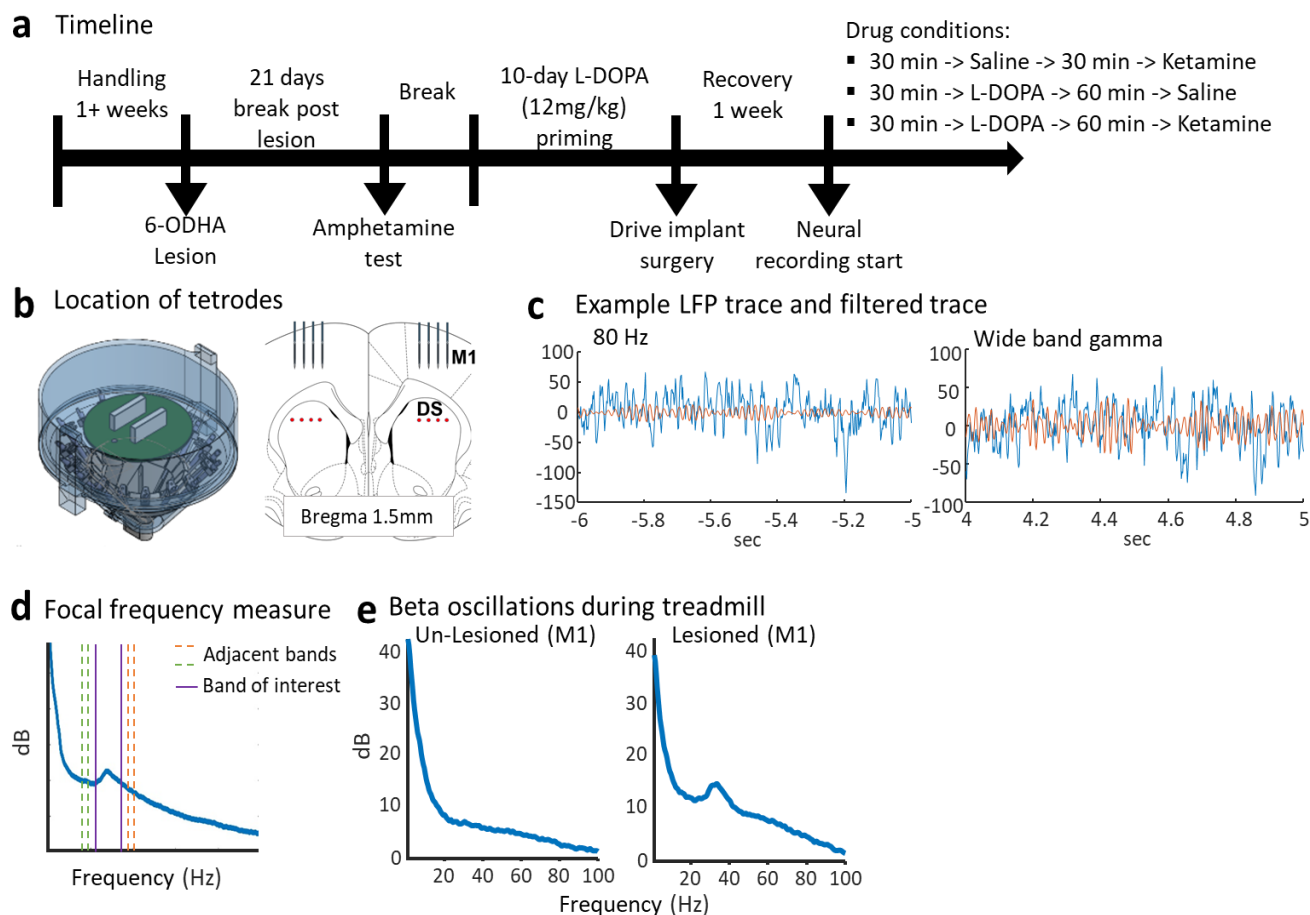 a Timeline
Drug conditions:
▪ 30 min -> Saline -> 30 min -> Ketamine
▪ 30 min -> L-DOPA -> 60 min -> Saline
▪ 30 min -> L-DOPA -> 60 min -> Ketamine
Handling
1+ weeks
21 days
break post
lesion
Break
10-day L-DOPA
(12mg/kg)
priming
Recovery
1 week
6-ODHA
Lesion
Amphetamine
test
Drive implant
surgery
Neural
recording start
b Location of tetrodes
M1
DS
Bregma 1.5mm
c Example LFP trace and filtered trace
80 Hz
100
50
0
-50
-100
-150
-6 -5.8 -5.6 -5.4 -5.2 -5
sec
Wide band gamma
100
50
0
-50
-100
4 4.2 4.4 4.6 4.8 5
sec
d Focal frequency measure
Adjacent bands
Band of interest
dB
Frequency (Hz)
e Beta oscillations during treadmill
Un-Lesioned (M1)
40
30
20
10
0
dB
20 40 60 80 100
Lesioned (M1)
40
30
20
10
0
20 40 60 80 100
Frequency (Hz)